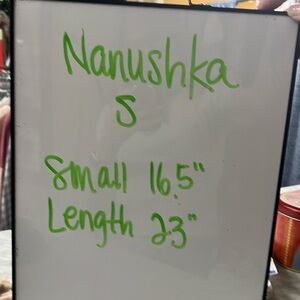 Nanushka
S
Small 16.5"
Length 23"